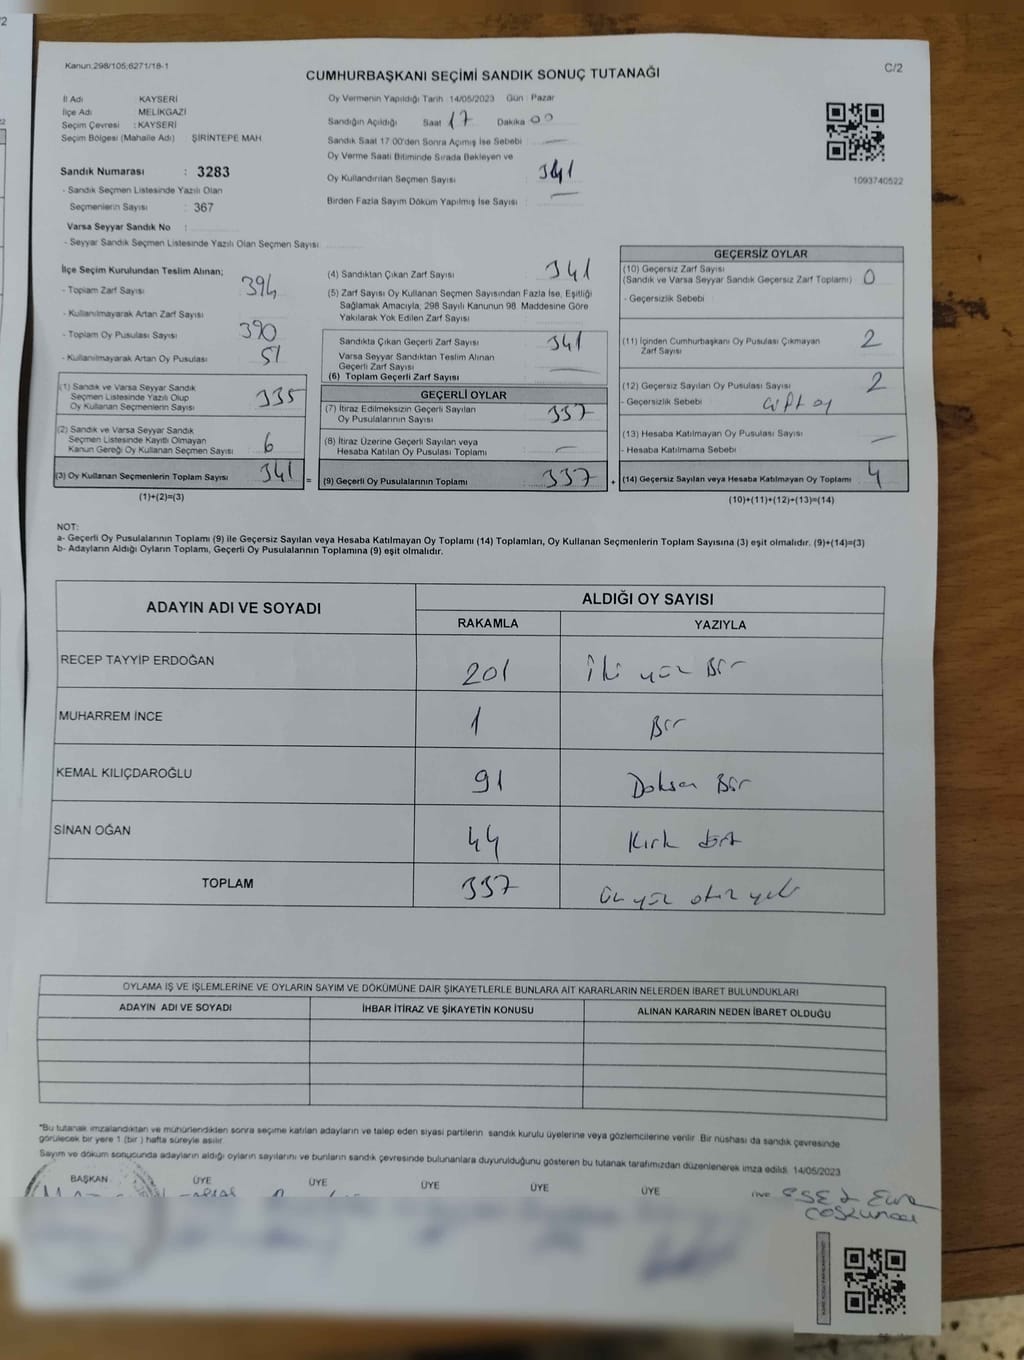 Kanun.298/105;6271/18-1
C/2
CUMHURBAŞKANI SEÇİMİ SANDIK SONUÇ TUTANAĞI
İl Adı KAYSERİ
İlçe Adı MELİKGAZİ
Seçim Çevresi : KAYSERİ
Seçim Bölgesi (Mahalle Adı) ŞİRİNTEPE MAH.
Sandık Numarası : 3283
- Sandık Seçmen Listesinde Yazılı Olan
Seçmenlerin Sayısı : 367
Varsa Seyyar Sandık No :
- Seyyar Sandık Seçmen Listesinde Yazılı Olan Seçmen Sayısı
Oy Vermenin Yapıldığı Tarih 14/05/2023 Gün : Pazar
Sandığın Açıldığı Saat 17 Dakika 00
Sandık Saat 17.00'den Sonra Açılmış İse Sebebi —
Oy Verme Saati Bitiminde Sırada Bekleyen ve
Oy Kullandırılan Seçmen Sayısı 341
Birden Fazla Sayım Döküm Yapılmış İse Sayısı —
1093740522
İlçe Seçim Kurulundan Teslim Alınan;
- Toplam Zarf Sayısı 394
- Kullanılmayarak Artan Zarf Sayısı
- Toplam Oy Pusulası Sayısı 390
- Kullanılmayarak Artan Oy Pusulası 51
(1) Sandık ve Varsa Seyyar Sandık
Seçmen Listesinde Yazılı Olup
Oy Kullanan Seçmenlerin Sayısı 335
(2) Sandık ve Varsa Seyyar Sandık
Seçmen Listesinde Kayıtlı Olmayan
Kanun Gereği Oy Kullanan Seçmen Sayısı 6
(3) Oy Kullanan Seçmenlerin Toplam Sayısı 341
(1)+(2)=(3)
(4) Sandıktan Çıkan Zarf Sayısı 341
(5) Zarf Sayısı Oy Kullanan Seçmen Sayısından Fazla İse, Eşitliği
Sağlamak Amacıyla, 298 Sayılı Kanunun 98. Maddesine Göre
Yakılarak Yok Edilen Zarf Sayısı
Sandıkta Çıkan Geçerli Zarf Sayısı 341
Varsa Seyyar Sandıktan Teslim Alınan
Geçerli Zarf Sayısı —
(6) Toplam Geçerli Zarf Sayısı
GEÇERLİ OYLAR
(7) İtiraz Edilmeksizin Geçerli Sayılan
Oy Pusulalarının Sayısı 337
(8) İtiraz Üzerine Geçerli Sayılan veya
Hesaba Katılan Oy Pusulası Toplamı —
= (9) Geçerli Oy Pusulalarının Toplamı 337 +
GEÇERSİZ OYLAR
(10) Geçersiz Zarf Sayısı
(Sandık ve Varsa Seyyar Sandık Geçersiz Zarf Toplamı) 0
- Geçersizlik Sebebi
(11) İçinden Cumhurbaşkanı Oy Pusulası Çıkmayan
Zarf Sayısı 2
(12) Geçersiz Sayılan Oy Pusulası Sayısı 2
- Geçersizlik Sebebi çift oy
(13) Hesaba Katılmayan Oy Pusulası Sayısı —
- Hesaba Katılmama Sebebi
(14) Geçersiz Sayılan veya Hesaba Katılmayan Oy Toplamı 4
(10)+(11)+(12)+(13)=(14)
NOT:
a- Geçerli Oy Pusulalarının Toplamı (9) ile Geçersiz Sayılan veya Hesaba Katılmayan Oy Toplamı (14) Toplamları, Oy Kullanan Seçmenlerin Toplam Sayısına (3) eşit olmalıdır. (9)+(14)=(3)
b- Adayların Aldığı Oyların Toplamı, Geçerli Oy Pusulalarının Toplamına (9) eşit olmalıdır.
ADAYIN ADI VE SOYADI ALDIĞI OY SAYISI
RAKAMLA YAZIYLA
RECEP TAYYİP ERDOĞAN 201 iki yüz Bir
MUHARREM İNCE 1 Bir
KEMAL KILIÇDAROĞLU 91 Doksan Bir
SİNAN OĞAN 44 Kırk dört
TOPLAM 337 üç yüz otuz yedi
OYLAMA İŞ VE İŞLEMLERİNE VE OYLARIN SAYIM VE DÖKÜMÜNE DAİR ŞİKAYETLERLE BUNLARA AİT KARARLARIN NELERDEN İBARET BULUNDUKLARI
ADAYIN ADI VE SOYADI İHBAR İTİRAZ VE ŞİKAYETİN KONUSU ALINAN KARARIN NEDEN İBARET OLDUĞU
"Bu tutanak imzalandıktan ve mühürlendikten sonra seçime katılan adayların ve talep eden siyasi partilerin sandık kurulu üyelerine veya gözlemcilerine verilir. Bir nüshası da sandık çevresinde
görülecek bir yere 1 (bir ) hafta süreyle asılır.
Sayım ve döküm sonucunda adayların aldığı oyların sayılarını ve bunların sandık çevresinde bulunanlara duyurulduğunu gösteren bu tutanak tarafımızdan düzenlenerek imza edildi. 14/05/2023
BAŞKAN ÜYE ÜYE ÜYE ÜYE ÜYE